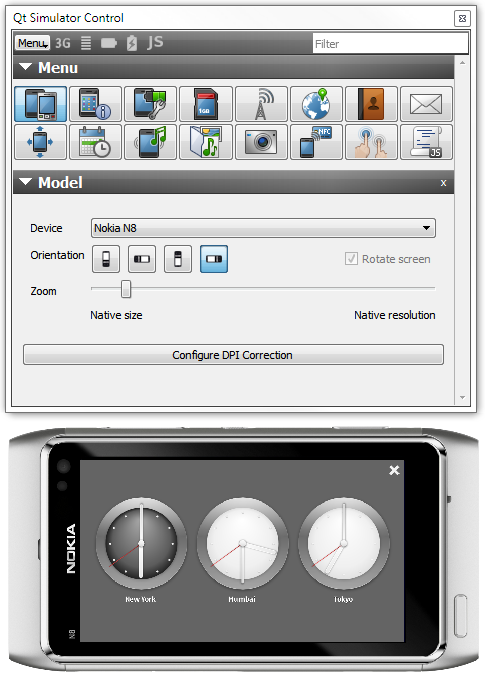 Qt Simulator Control
Menu 3G JS Filter
Menu
1GB
NFC
JS
Model x
Device Nokia N8
Orientation Rotate screen
Zoom
Native size Native resolution
Configure DPI Correction
NOKIA
N8
New York Mumbai Tokyo